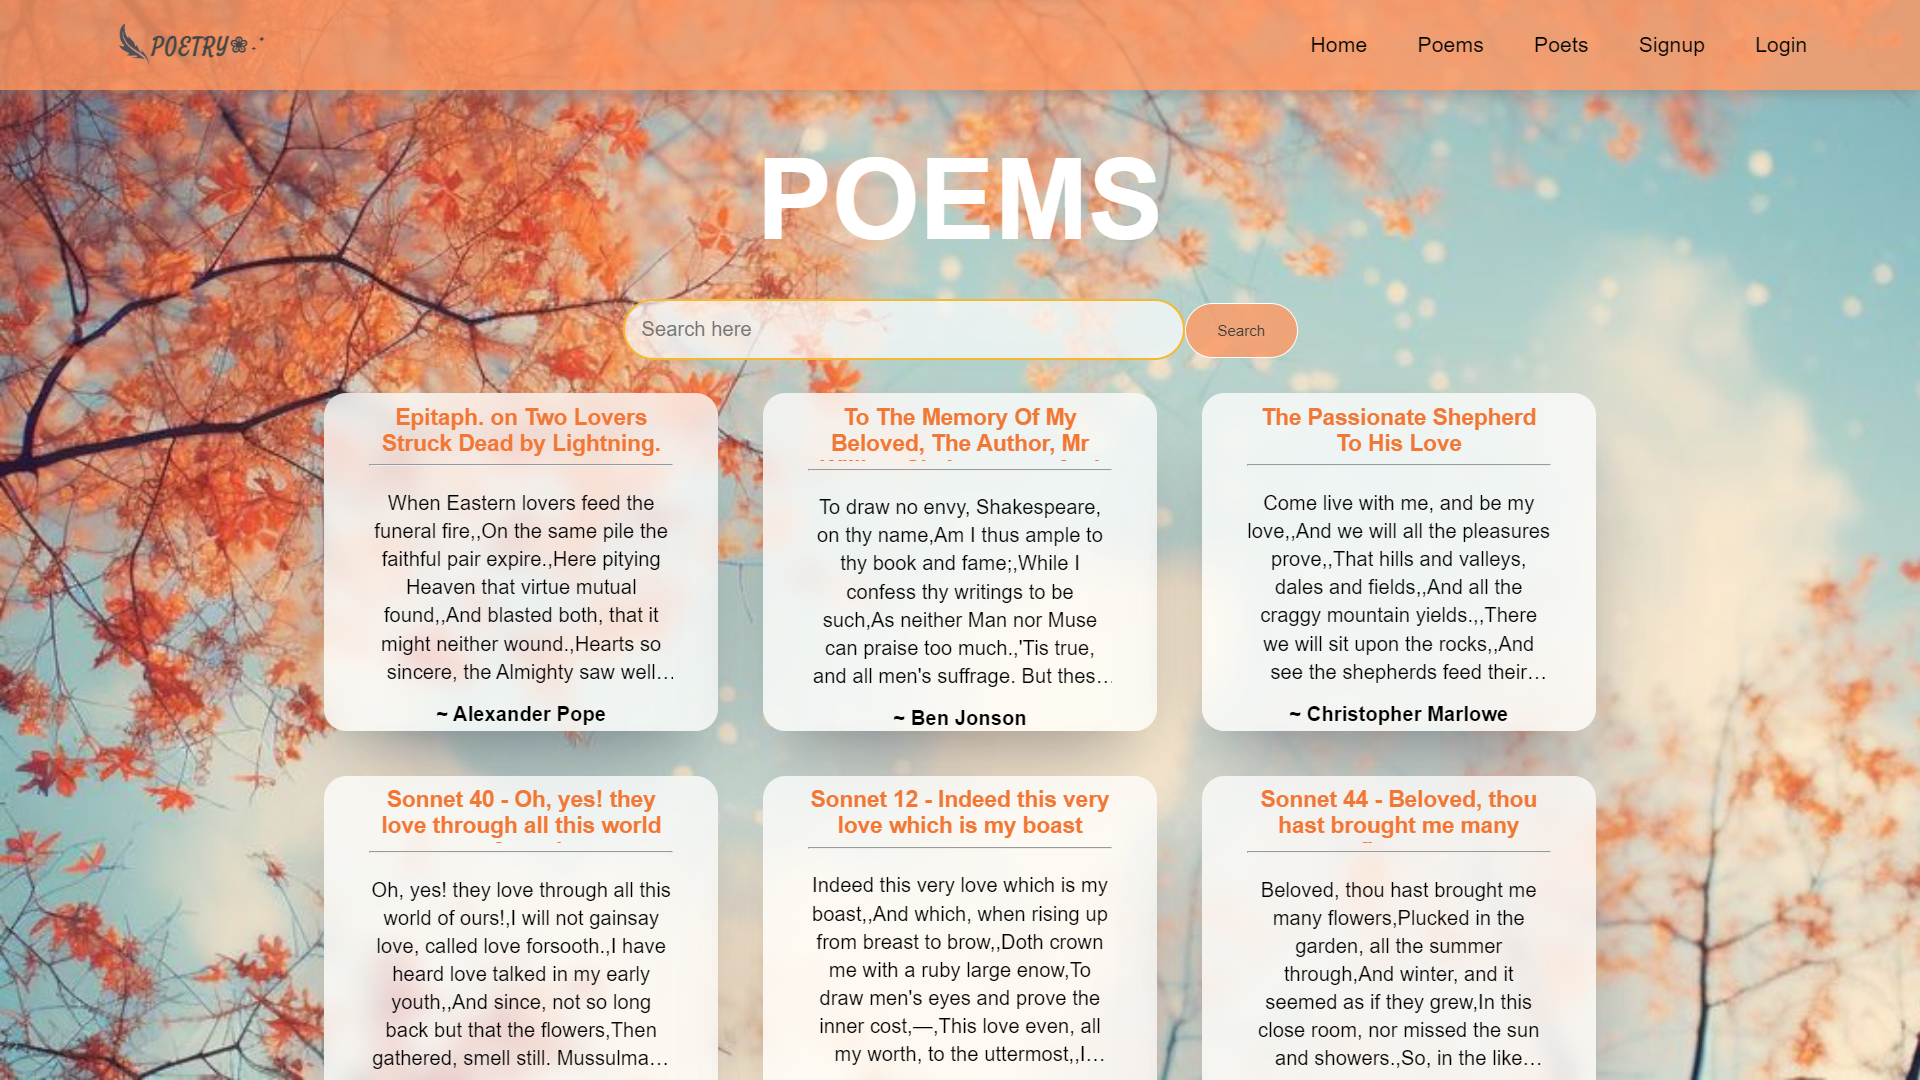 POETRY
Home
Poems
Poets
Signup
Login
POEMS
Search here
Search
Epitaph. on Two Lovers
Struck Dead by Lightning.
When Eastern lovers feed the
funeral fire,,On the same pile the
faithful pair expire.,Here pitying
Heaven that virtue mutual
found,,And blasted both, that it
might neither wound.,Hearts so
sincere, the Almighty saw well…
~ Alexander Pope
To The Memory Of My
Beloved, The Author, Mr
To draw no envy, Shakespeare,
on thy name,Am I thus ample to
thy book and fame;,While I
confess thy writings to be
such,As neither Man nor Muse
can praise too much.,'Tis true,
and all men's suffrage. But thes…
~ Ben Jonson
The Passionate Shepherd
To His Love
Come live with me, and be my
love,,And we will all the pleasures
prove,,That hills and valleys,
dales and fields,,And all the
craggy mountain yields.,,There
we will sit upon the rocks,,And
see the shepherds feed their…
~ Christopher Marlowe
Sonnet 40 - Oh, yes! they
love through all this world
Oh, yes! they love through all this
world of ours!,I will not gainsay
love, called love forsooth.,I have
heard love talked in my early
youth,,And since, not so long
back but that the flowers,Then
gathered, smell still. Mussulma…
Sonnet 12 - Indeed this very
love which is my boast
Indeed this very love which is my
boast,,And which, when rising up
from breast to brow,,Doth crown
me with a ruby large enow,To
draw men's eyes and prove the
inner cost,—,This love even, all
my worth, to the uttermost,,I…
Sonnet 44 - Beloved, thou
hast brought me many
Beloved, thou hast brought me
many flowers,Plucked in the
garden, all the summer
through,And winter, and it
seemed as if they grew,In this
close room, nor missed the sun
and showers.,So, in the like…